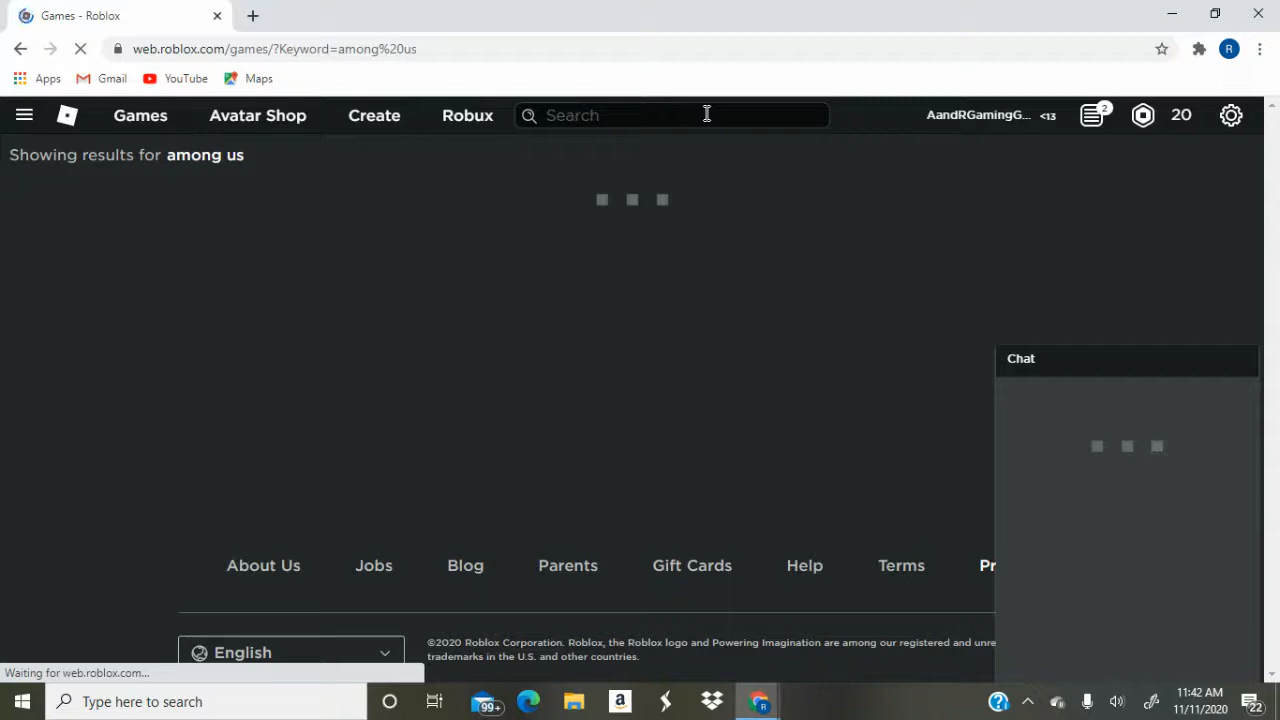 Games - Roblox
web.roblox.com/games/?Keyword=among%20us
R
Apps Gmail YouTube Maps
Games Avatar Shop Create Robux Search AandRGamingG... <13 2 20
Showing results for among us
Chat
About Us Jobs Blog Parents Gift Cards Help Terms Pr
English
©2020 Roblox Corporation. Roblox, the Roblox logo and Powering Imagination are among our registered and unre
trademarks in the U.S. and other countries.
Waiting for web.roblox.com...
Type here to search 99+ a R ? 11:42 AM
11/11/2020 22